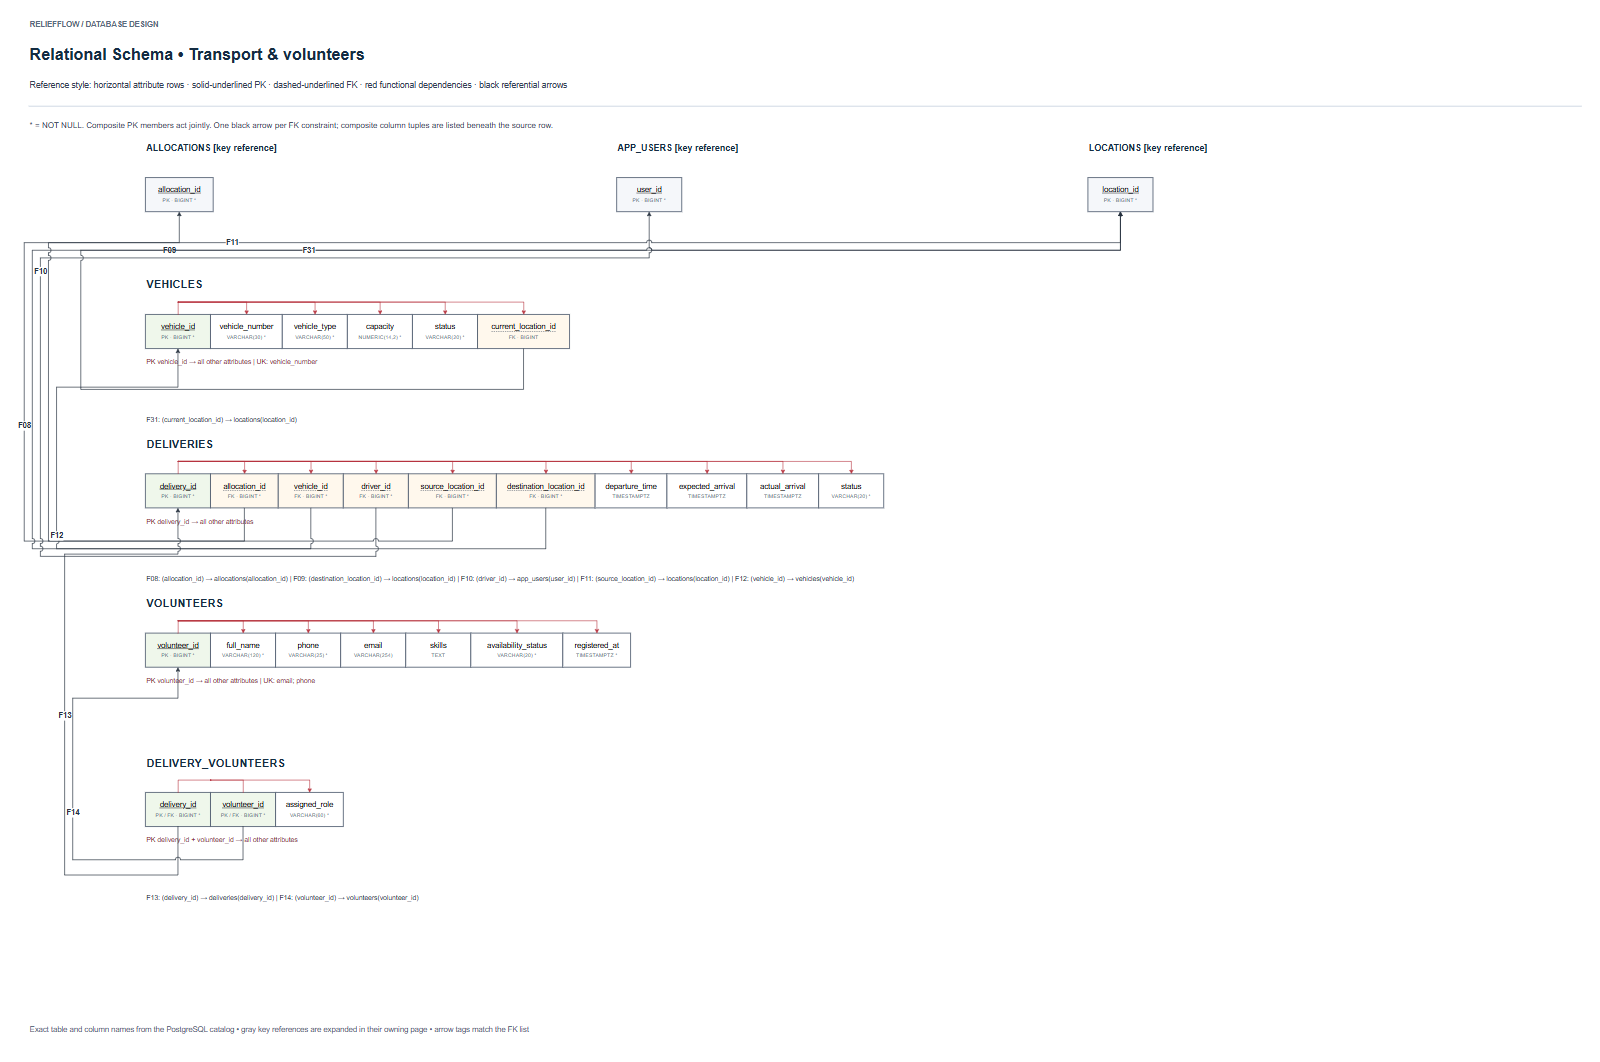 RELIEFFLOW / DATABASE DESIGN
Relational Schema • Transport & volunteers
Reference style: horizontal attribute rows · solid-underlined PK · dashed-underlined FK · red functional dependencies · black referential arrows
* = NOT NULL. Composite PK members act jointly. One black arrow per FK constraint; composite column tuples are listed beneath the source row.
ALLOCATIONS [key reference] APP_USERS [key reference] LOCATIONS [key reference]
allocation_id user_id location_id
PK · BIGINT * PK · BIGINT * PK · BIGINT *
F11
F09 F31
F10
VEHICLES
vehicle_id vehicle_number vehicle_type capacity status current_location_id
PK · BIGINT * VARCHAR(30) * VARCHAR(50) * NUMERIC(14,2) * VARCHAR(20) * FK · BIGINT
PK vehicle_id → all other attributes | UK: vehicle_number
F31: (current_location_id) → locations(location_id)
F08
DELIVERIES
delivery_id allocation_id vehicle_id driver_id source_location_id destination_location_id departure_time expected_arrival actual_arrival status
PK · BIGINT * FK · BIGINT * FK · BIGINT * FK · BIGINT * FK · BIGINT * FK · BIGINT * TIMESTAMPTZ TIMESTAMPTZ TIMESTAMPTZ VARCHAR(20) *
PK delivery_id → all other attributes
F12
F08: (allocation_id) → allocations(allocation_id) | F09: (destination_location_id) → locations(location_id) | F10: (driver_id) → app_users(user_id) | F11: (source_location_id) → locations(location_id) | F12: (vehicle_id) → vehicles(vehicle_id)
VOLUNTEERS
volunteer_id full_name phone email skills availability_status registered_at
PK · BIGINT * VARCHAR(120) * VARCHAR(25) * VARCHAR(254) TEXT VARCHAR(20) * TIMESTAMPTZ *
PK volunteer_id → all other attributes | UK: email; phone
F13
DELIVERY_VOLUNTEERS
delivery_id volunteer_id assigned_role
PK / FK · BIGINT * PK / FK · BIGINT * VARCHAR(60) *
F14
PK delivery_id + volunteer_id → all other attributes
F13: (delivery_id) → deliveries(delivery_id) | F14: (volunteer_id) → volunteers(volunteer_id)
Exact table and column names from the PostgreSQL catalog • gray key references are expanded in their owning page • arrow tags match the FK list